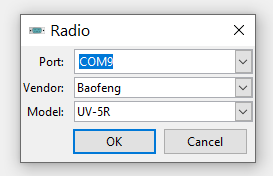 Radio
Port: COM9
Vendor: Baofeng
Model: UV-5R
OK Cancel